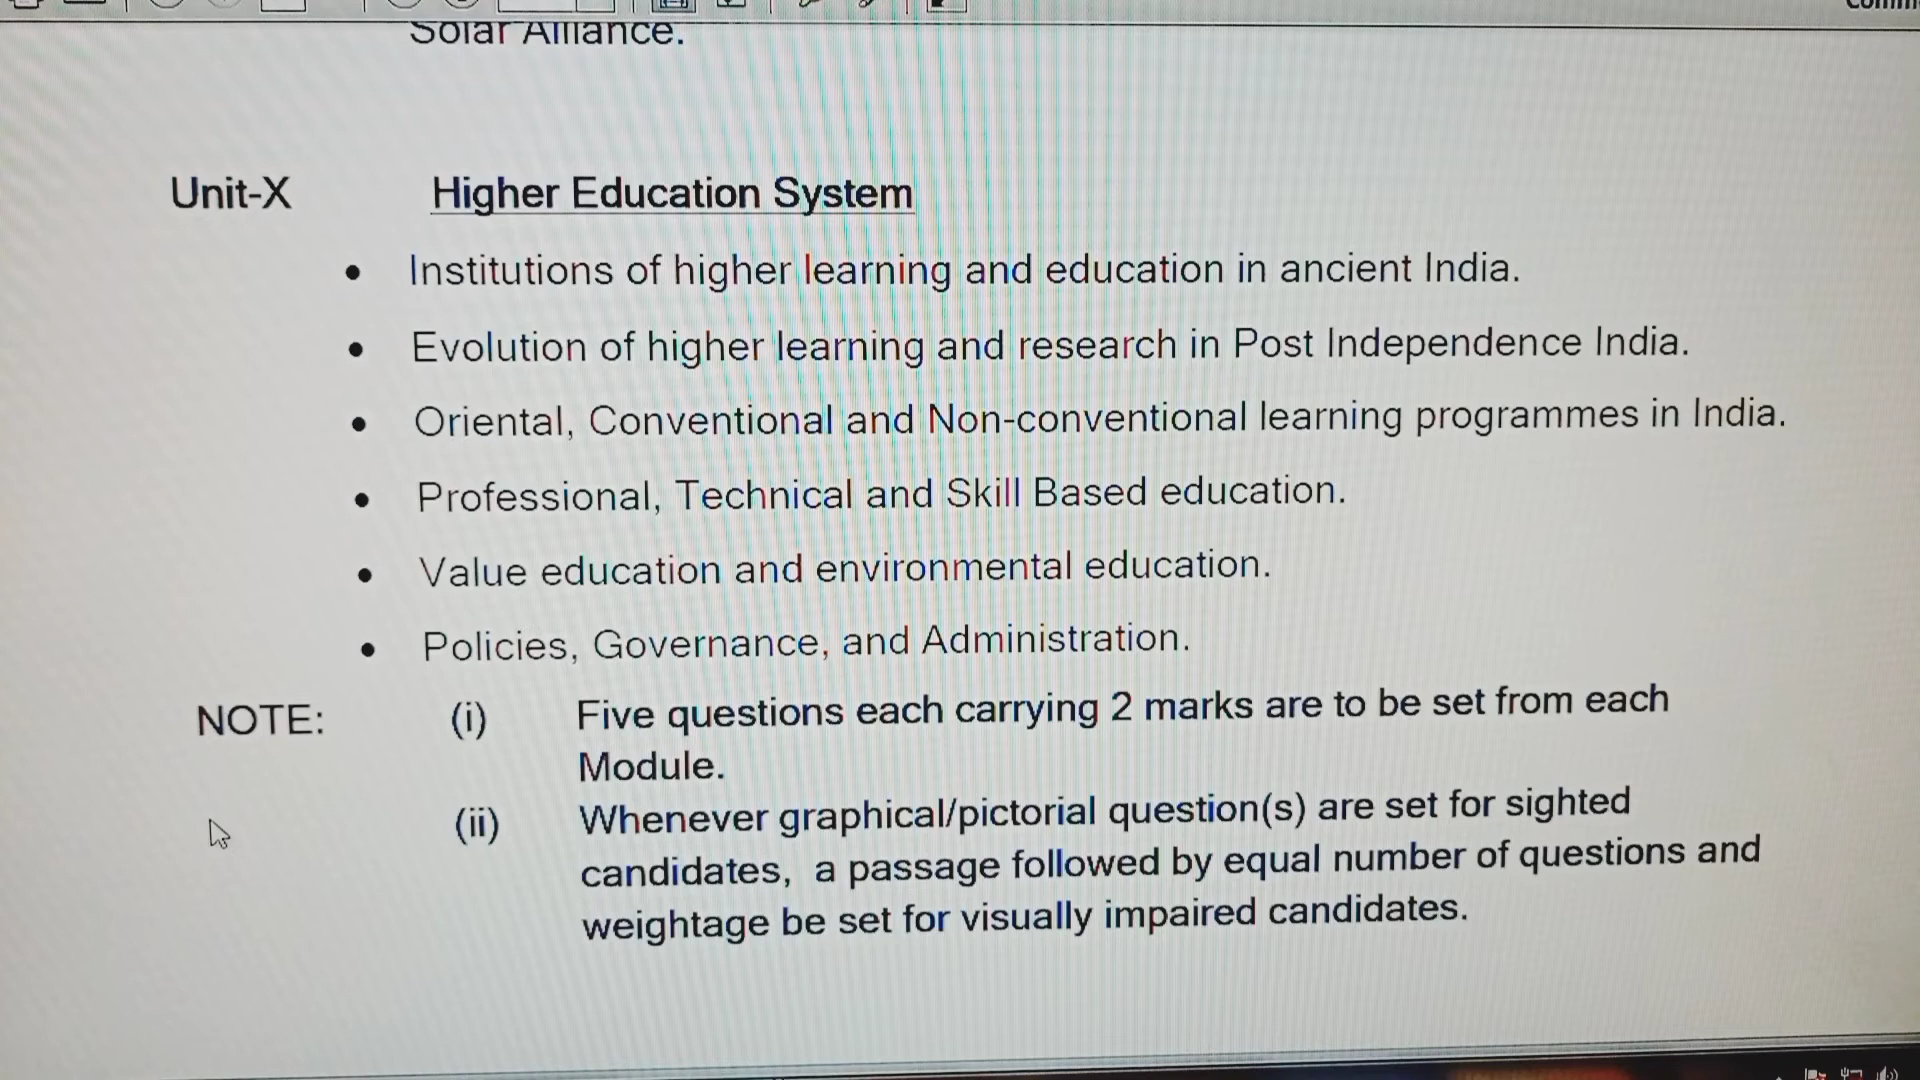 Solar Alliance.
Unit-X Higher Education System
• Institutions of higher learning and education in ancient India.
• Evolution of higher learning and research in Post Independence India.
• Oriental, Conventional and Non-conventional learning programmes in India.
• Professional, Technical and Skill Based education.
• Value education and environmental education.
• Policies, Governance, and Administration.
NOTE: (i) Five questions each carrying 2 marks are to be set from each
Module.
(ii) Whenever graphical/pictorial question(s) are set for sighted
candidates, a passage followed by equal number of questions and
weightage be set for visually impaired candidates.